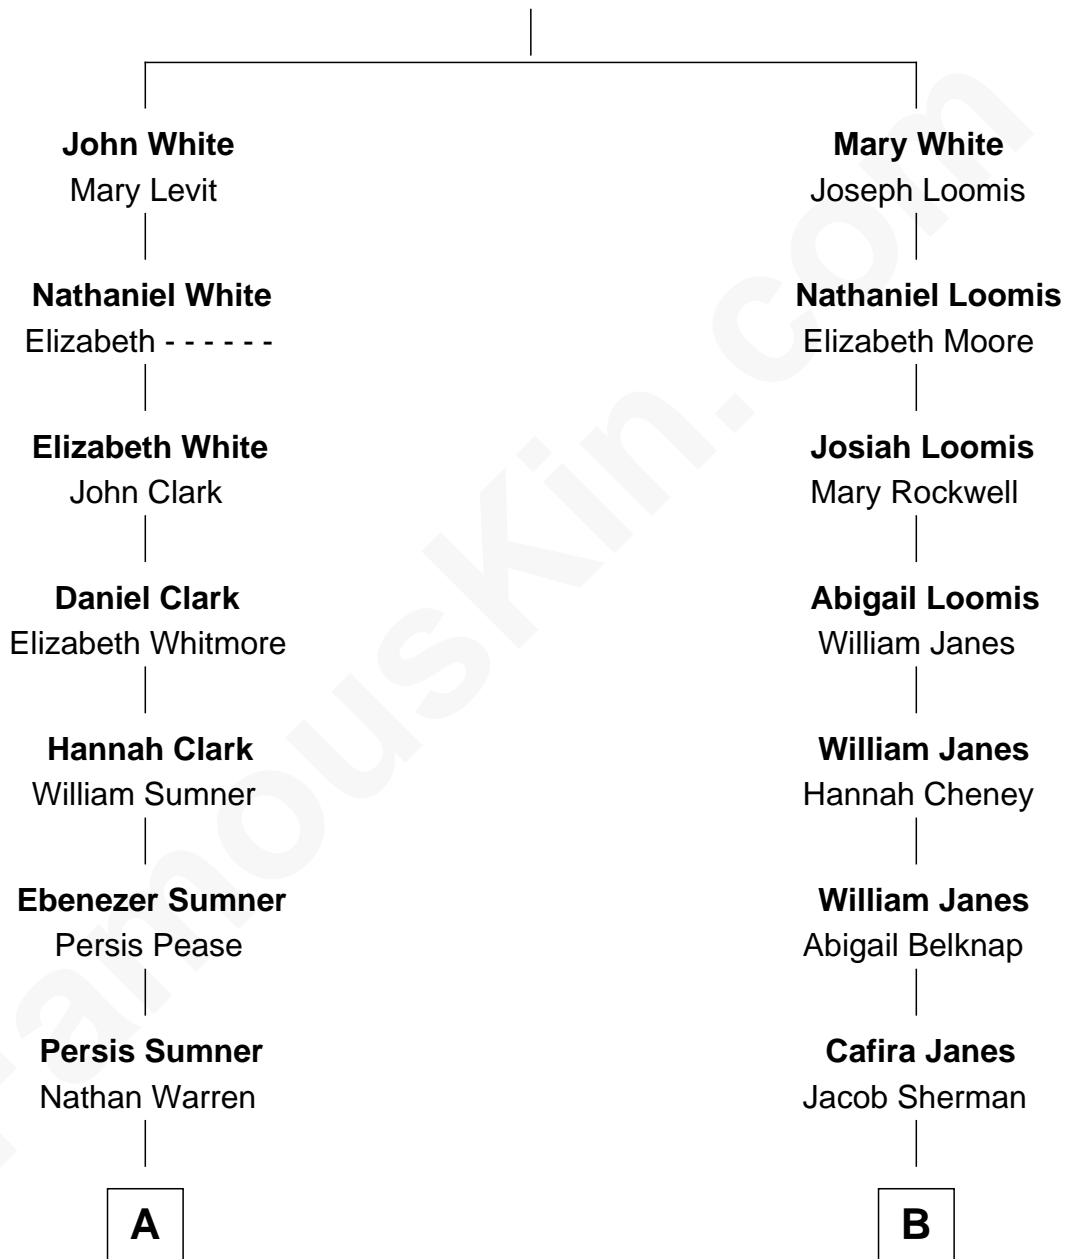 John White
Mary Levit
Nathaniel White
Elizabeth - - - - - -
Elizabeth White
John Clark
Daniel Clark
Elizabeth Whitmore
Hannah Clark
William Sumner
Ebenezer Sumner
Persis Pease
Persis Sumner
Nathan Warren
A
Mary White
Joseph Loomis
Nathaniel Loomis
Elizabeth Moore
Josiah Loomis
Mary Rockwell
Abigail Loomis
William Janes
William Janes
Hannah Cheney
William Janes
Abigail Belknap
Cafira Janes
Jacob Sherman
B
FamousKin.com